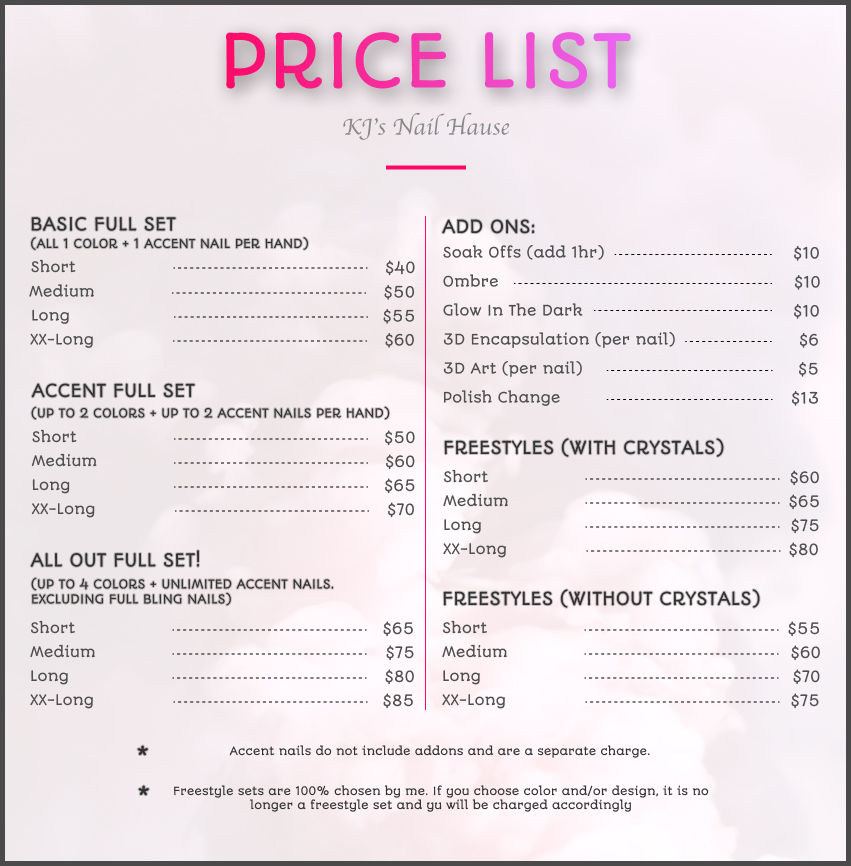 PRICE LIST
KJ's Nail Hause
BASIC FULL SET
(ALL 1 COLOR + 1 ACCENT NAIL PER HAND)
Short $40
Medium $50
Long $55
XX-Long $60
ACCENT FULL SET
(UP TO 2 COLORS + UP TO 2 ACCENT NAILS PER HAND)
Short $50
Medium $60
Long $65
XX-Long $70
ALL OUT FULL SET!
(UP TO 4 COLORS + UNLIMITED ACCENT NAILS.
EXCLUDING FULL BLING NAILS)
Short $65
Medium $75
Long $80
XX-Long $85
ADD ONS:
Soak Offs (add 1hr) $10
Ombre $10
Glow In The Dark $10
3D Encapsulation (per nail) $6
3D Art (per nail) $5
Polish Change $13
FREESTYLES (WITH CRYSTALS)
Short $60
Medium $65
Long $75
XX-Long $80
FREESTYLES (WITHOUT CRYSTALS)
Short $55
Medium $60
Long $70
XX-Long $75
* Accent nails do not include addons and are a separate charge.
* Freestyle sets are 100% chosen by me. If you choose color and/or design, it is no
longer a freestyle set and yu will be charged accordingly